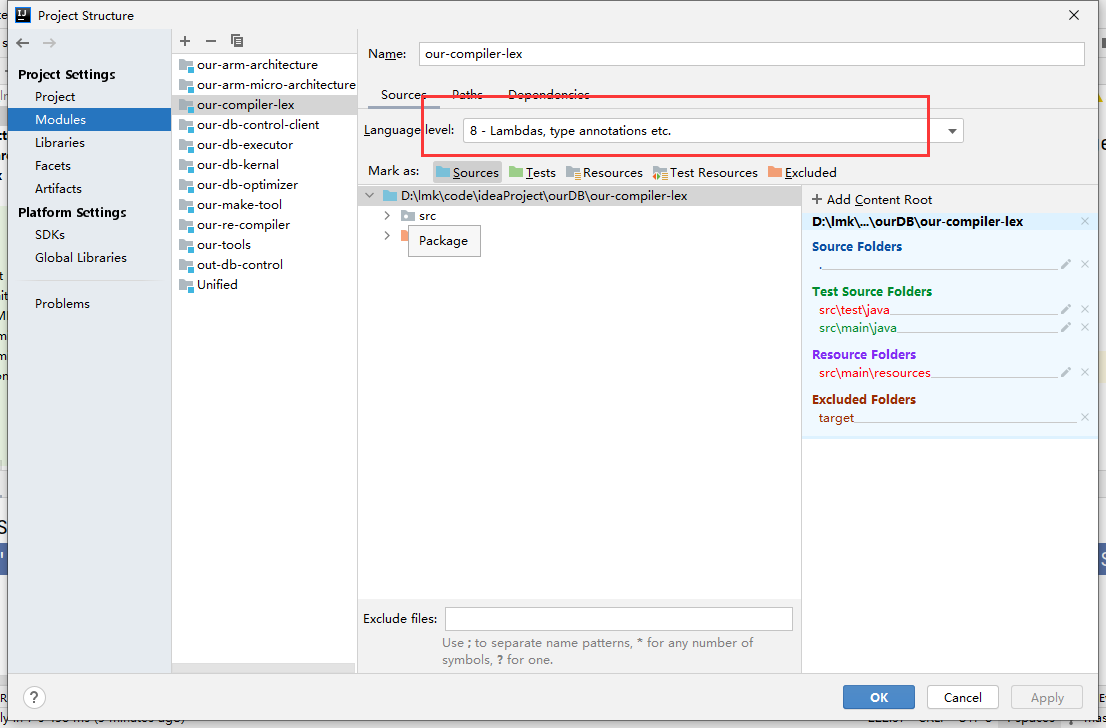 Project Structure
Project Settings
Project
Modules
Libraries
Facets
Artifacts
Platform Settings
SDKs
Global Libraries
Problems
our-arm-architecture
our-arm-micro-architecture
our-compiler-lex
our-db-control-client
our-db-executor
our-db-kernal
our-db-optimizer
our-make-tool
our-re-compiler
our-tools
out-db-control
Unified
Name: our-compiler-lex
Sources Paths Dependencies
Language level: 8 - Lambdas, type annotations etc.
Mark as: Sources Tests Resources Test Resources Excluded
D:\lmk\code\ideaProject\ourDB\our-compiler-lex
src
Package
+ Add Content Root
D:\lmk\...\ourDB\our-compiler-lex
Source Folders
.
Test Source Folders
src\test\java
src\main\java
Resource Folders
src\main\resources
Excluded Folders
target
Exclude files:
Use ; to separate name patterns, * for any number of
symbols, ? for one.
? OK Cancel Apply